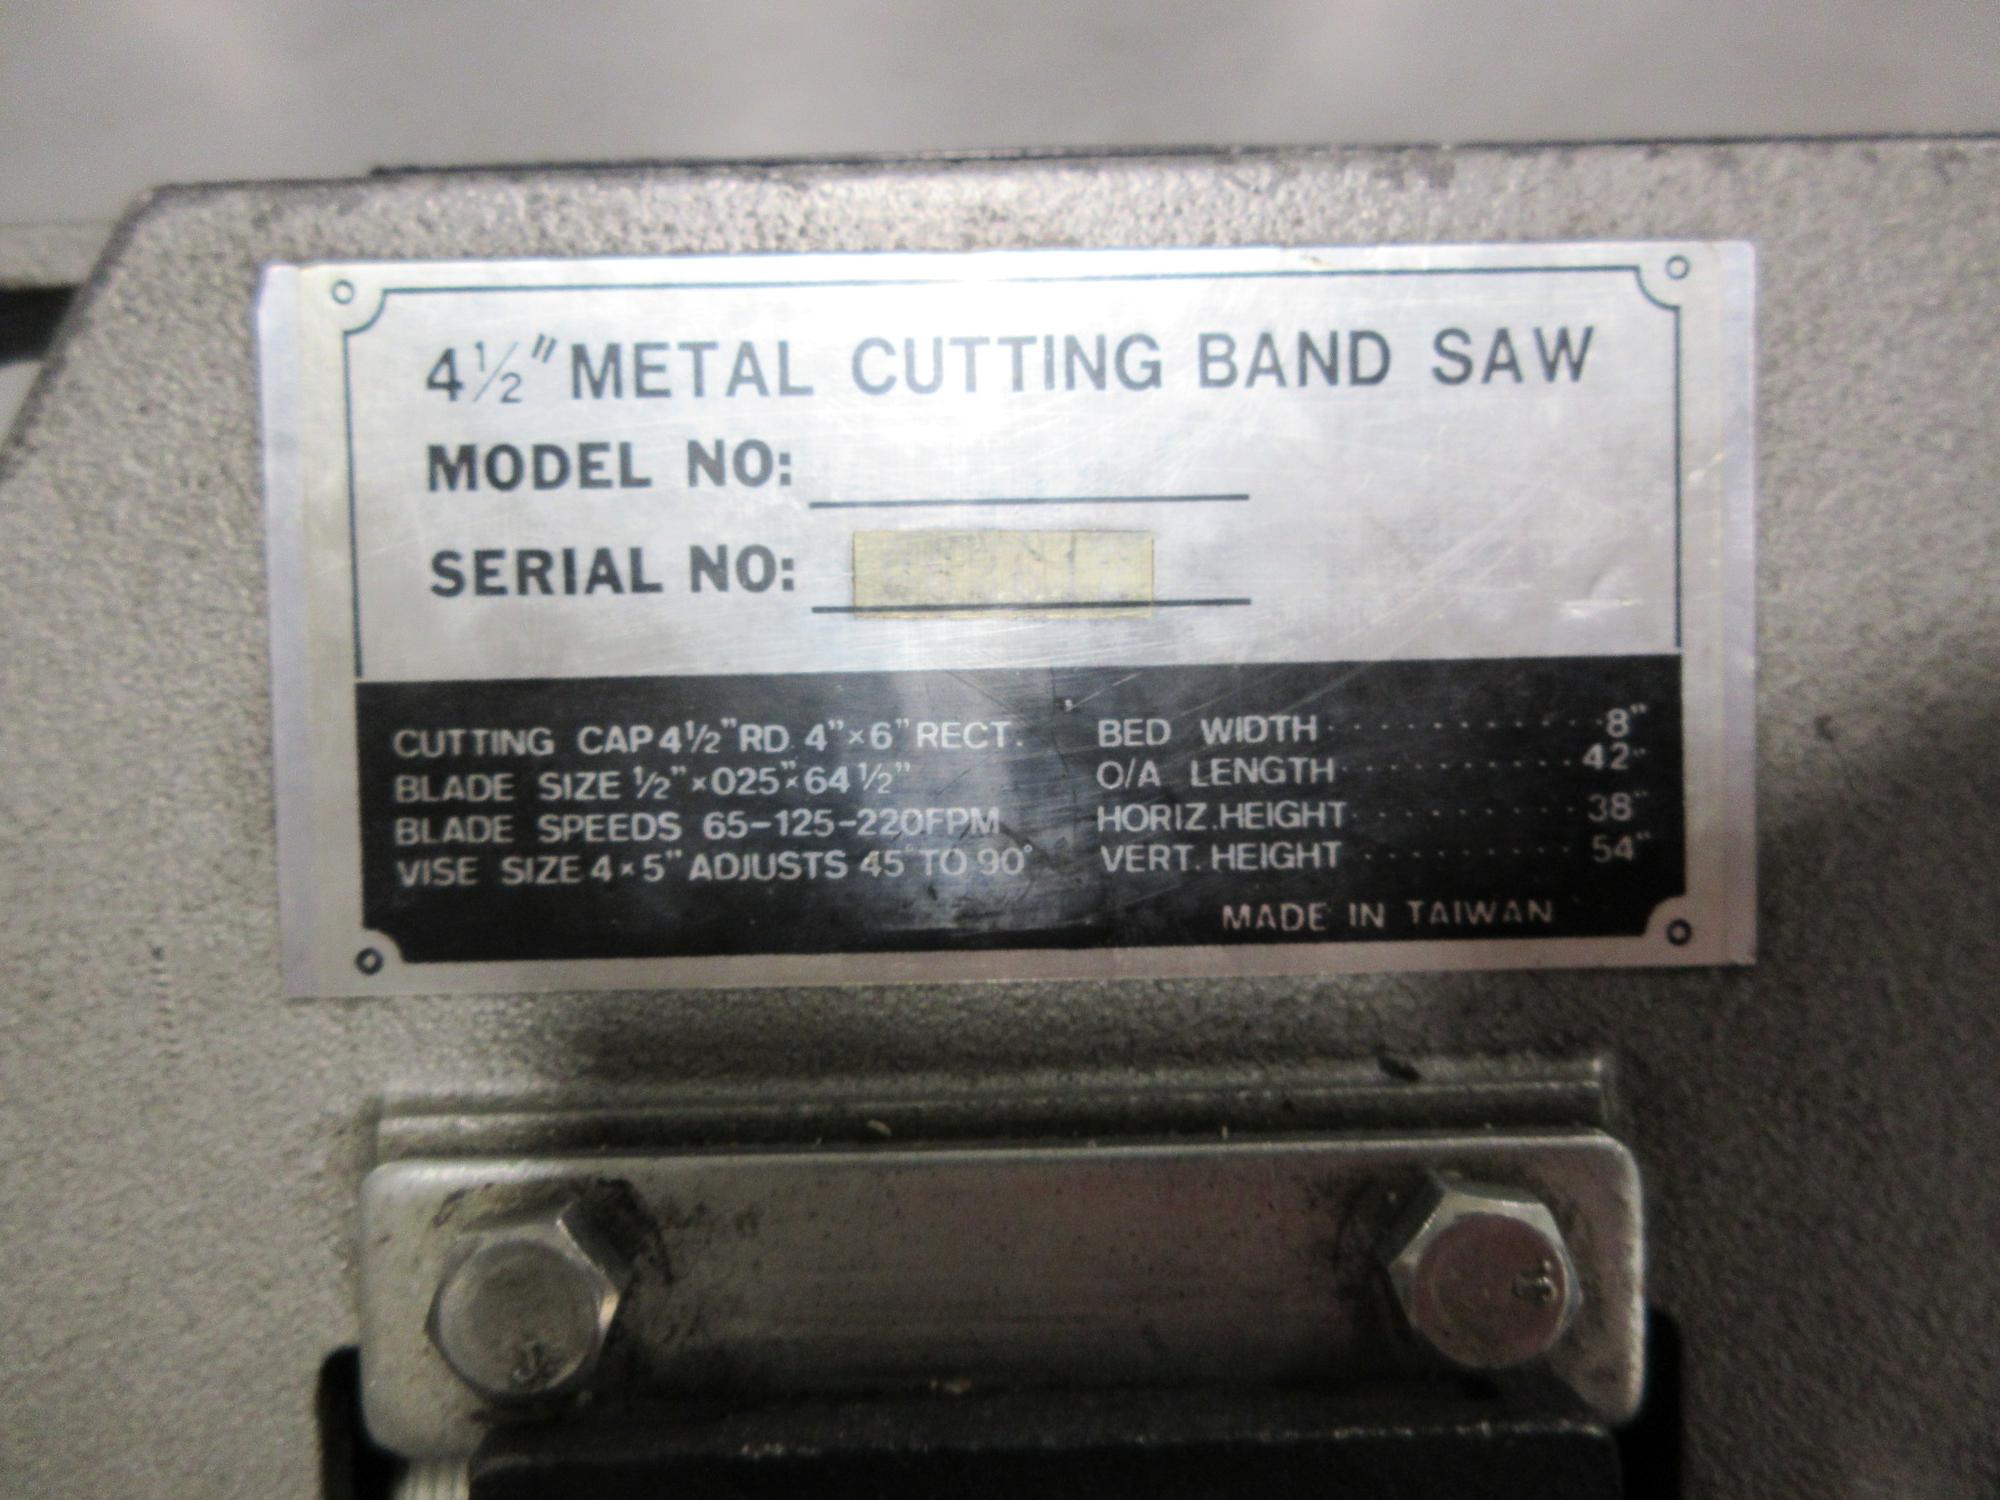 4½" METAL CUTTING BAND SAW
MODEL NO:
SERIAL NO:
CUTTING CAP 4½" RD. 4"×6" RECT.
BLADE SIZE ½"×025"×64½"
BLADE SPEEDS 65-125-220FPM
VISE SIZE 4×5" ADJUSTS 45° TO 90°
BED WIDTH ............ 8"
O/A LENGTH ............ 42"
HORIZ.HEIGHT ............ 38"
VERT. HEIGHT ............ 54"
MADE IN TAIWAN